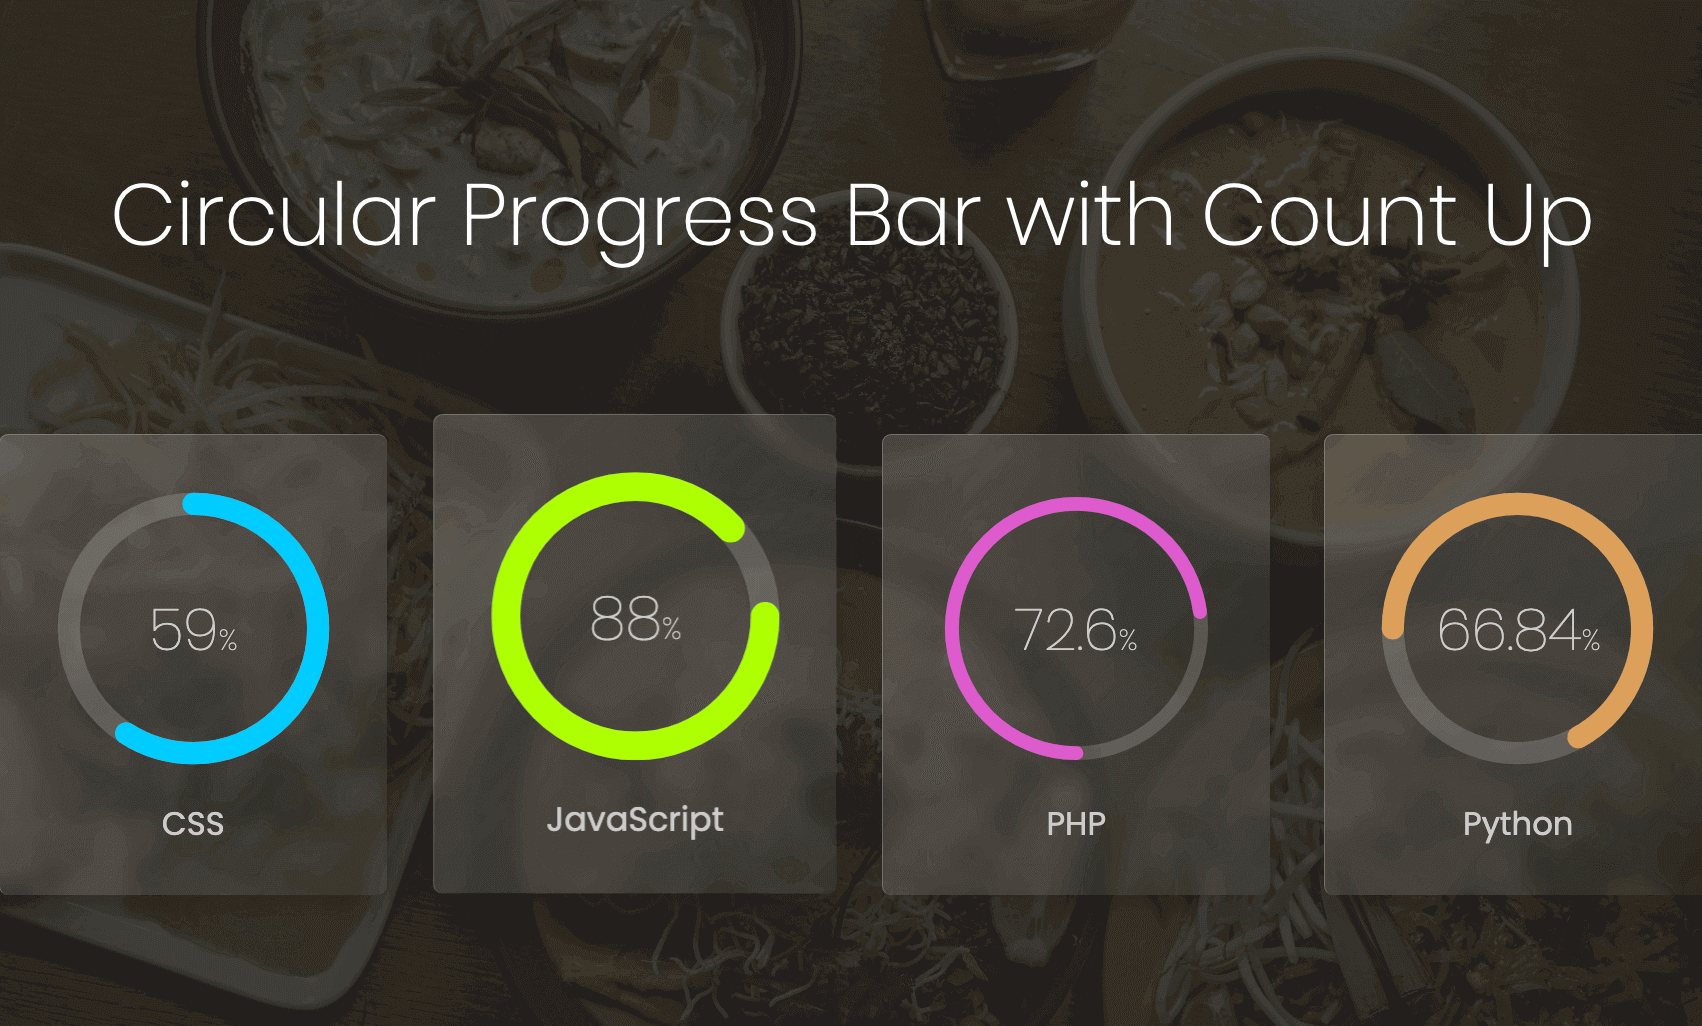 Circular Progress Bar with Count Up
59%
CSS
88%
JavaScript
72.6%
PHP
66.84%
Python